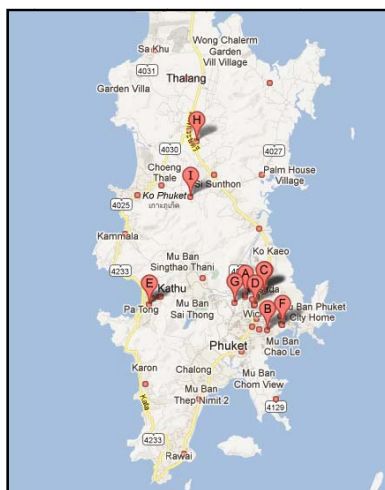 Sa Khu
Wong Chalerm
Garden
Vill Village
4031
Thalang
Garden Villa
H
4030
4027
Choeng
Thale
I
Si Sunthon
Palm House
Village
Ko Phuket
เกาะภูเก็ต
4025
Kammala
4233
Ko Kaeo
Mu Ban
Singthao Thani
E
Kathu
G
A
D
C
Pa Tong
Mu Ban
Sai Thong
B
F
Mu Ban Phuket
City Home
Phuket
Mu Ban
Chao Le
Karon
Chalong
Mu Ban
Chom View
Kata
Mu Ban
Thep Nimit 2
4129
4233
Rawai